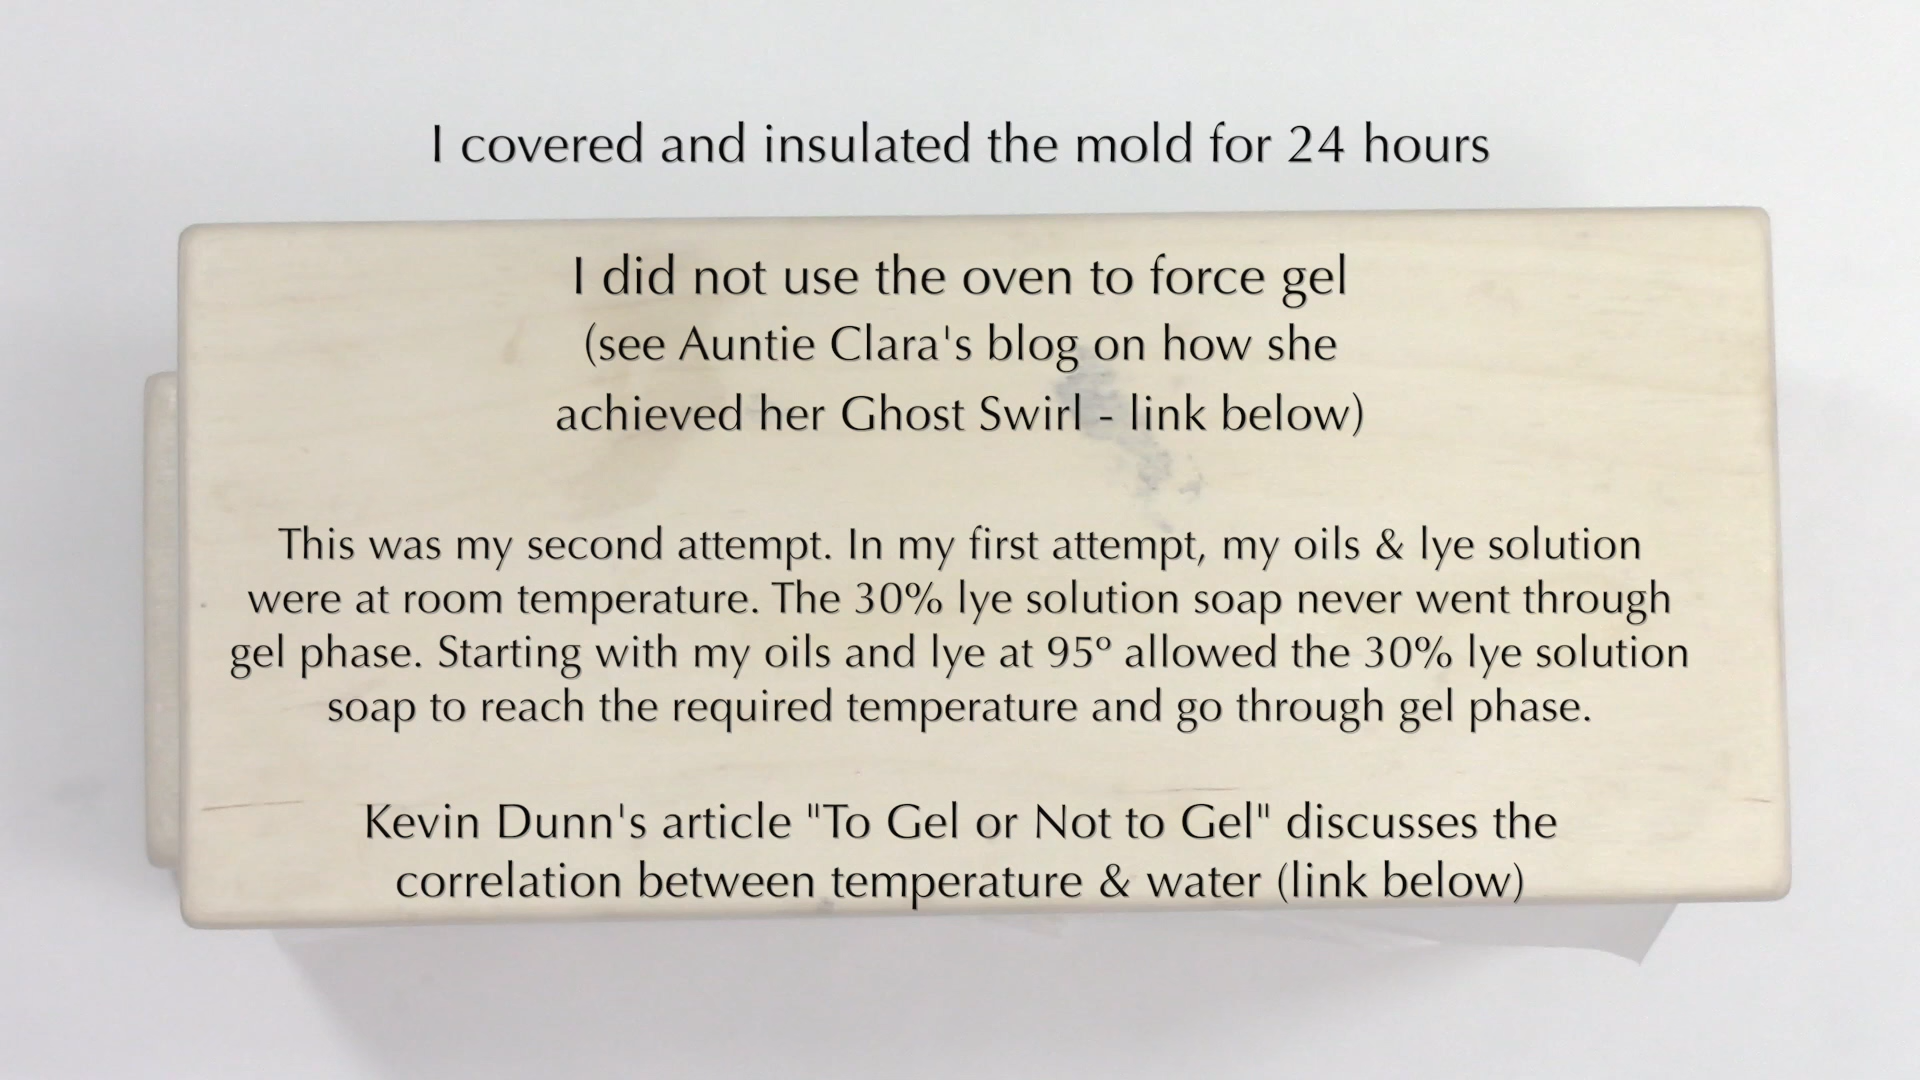 I covered and insulated the mold for 24 hours
I did not use the oven to force gel
(see Auntie Clara's blog on how she
achieved her Ghost Swirl - link below)
This was my second attempt. In my first attempt, my oils & lye solution
were at room temperature. The 30% lye solution soap never went through
gel phase. Starting with my oils and lye at 95º allowed the 30% lye solution
soap to reach the required temperature and go through gel phase.
Kevin Dunn's article "To Gel or Not to Gel" discusses the
correlation between temperature & water (link below)